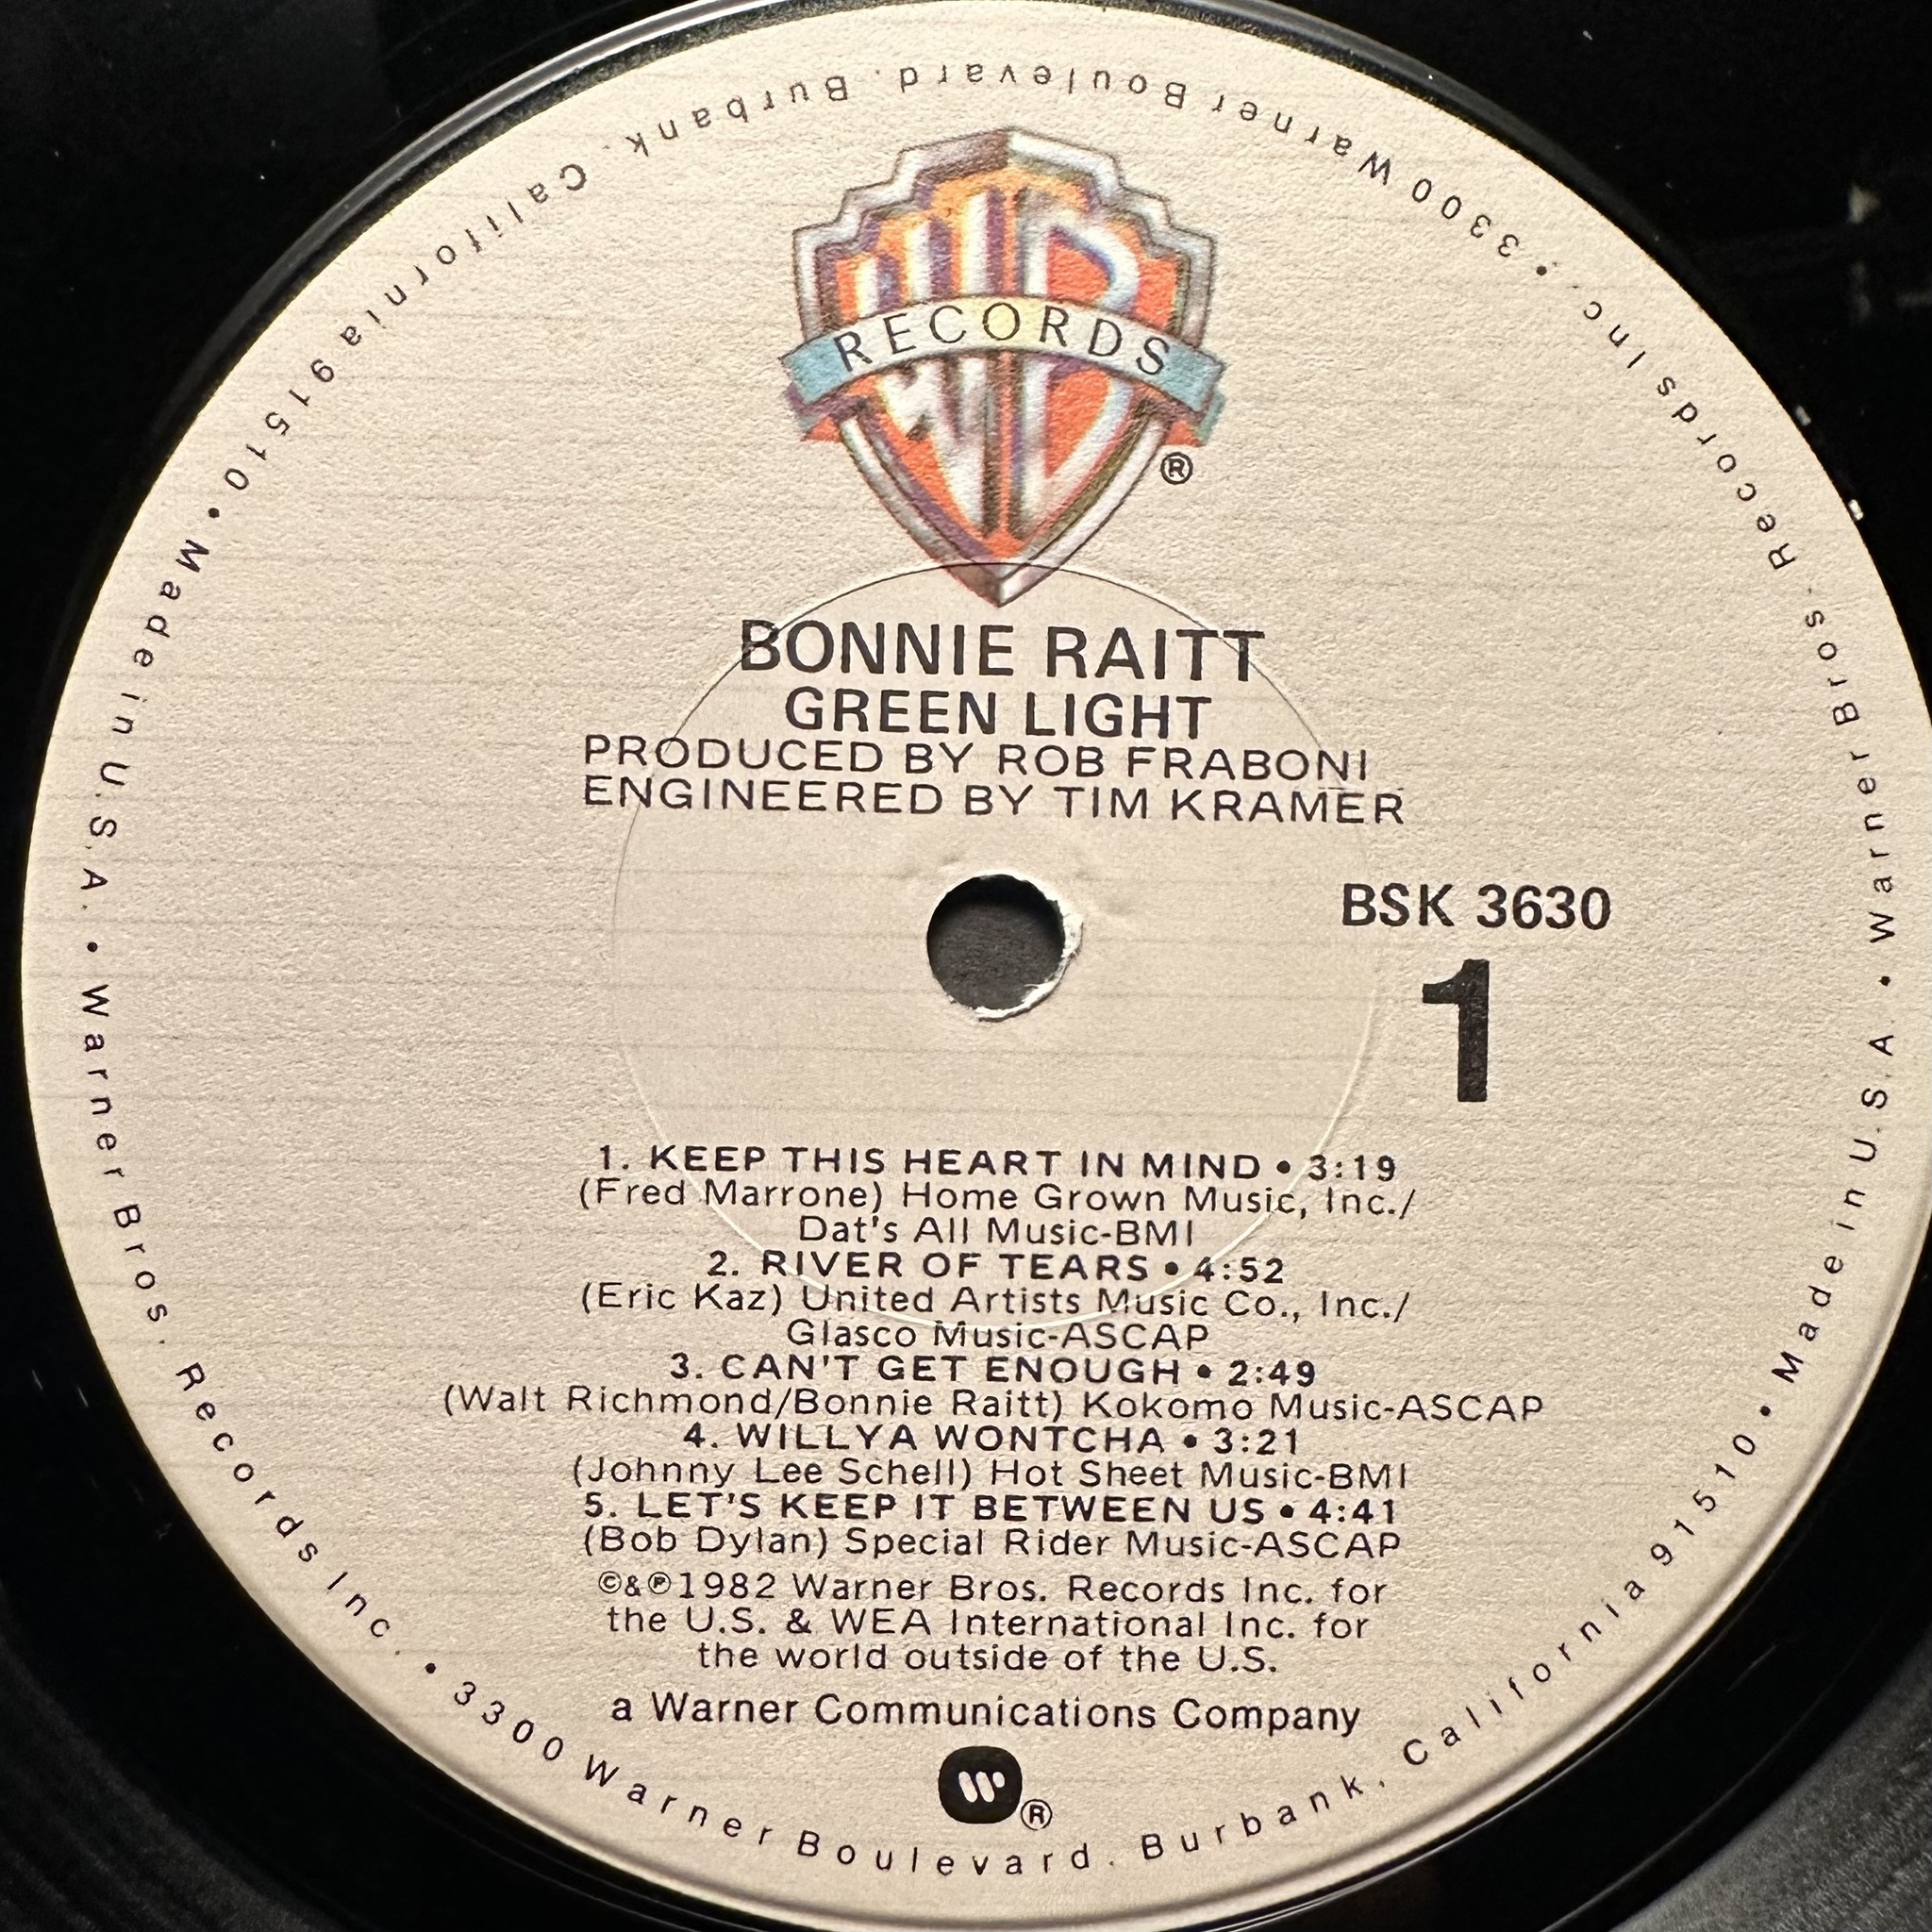 WB
RECORDS
®
BONNIE RAITT
GREEN LIGHT
PRODUCED BY ROB FRABONI
ENGINEERED BY TIM KRAMER
BSK 3630
1
1. KEEP THIS HEART IN MIND • 3:19
(Fred Marrone) Home Grown Music, Inc./
Dat's All Music-BMI
2. RIVER OF TEARS • 4:52
(Eric Kaz) United Artists Music Co., Inc./
Glasco Music-ASCAP
3. CAN'T GET ENOUGH • 2:49
(Walt Richmond/Bonnie Raitt) Kokomo Music-ASCAP
4. WILLYA WONTCHA • 3:21
(Johnny Lee Schell) Hot Sheet Music-BMI
5. LET'S KEEP IT BETWEEN US • 4:41
(Bob Dylan) Special Rider Music-ASCAP
©&℗1982 Warner Bros. Records Inc. for
the U.S. & WEA International Inc. for
the world outside of the U.S.
a Warner Communications Company
W®
Warner Bros. Records Inc. • 3300 Warner Boulevard, Burbank, California 91510 • Made in U.S.A. • Warner Bros. Records Inc. • 3300 Warner Boulevard, Burbank, California 91510 • Made in U.S.A. •